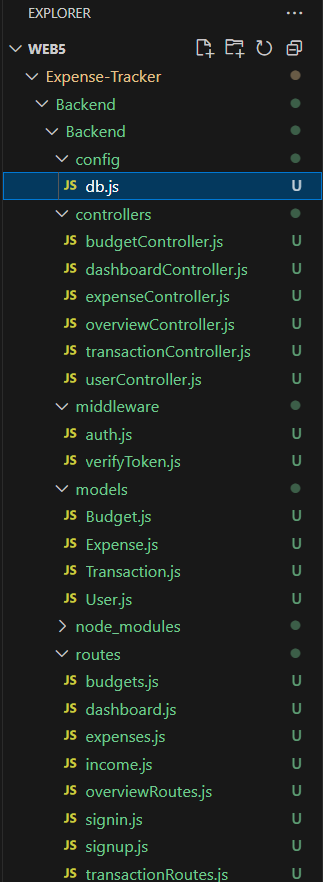 EXPLORER
WEB5
Expense-Tracker
Backend
Backend
config
JS db.js U
controllers
JS budgetController.js U
JS dashboardController.js U
JS expenseController.js U
JS overviewController.js U
JS transactionController.js U
JS userController.js U
middleware
JS auth.js U
JS verifyToken.js U
models
JS Budget.js U
JS Expense.js U
JS Transaction.js U
JS User.js U
node_modules
routes
JS budgets.js U
JS dashboard.js U
JS expenses.js U
JS income.js U
JS overviewRoutes.js U
JS signin.js U
JS signup.js U
JS transactionRoutes.js U